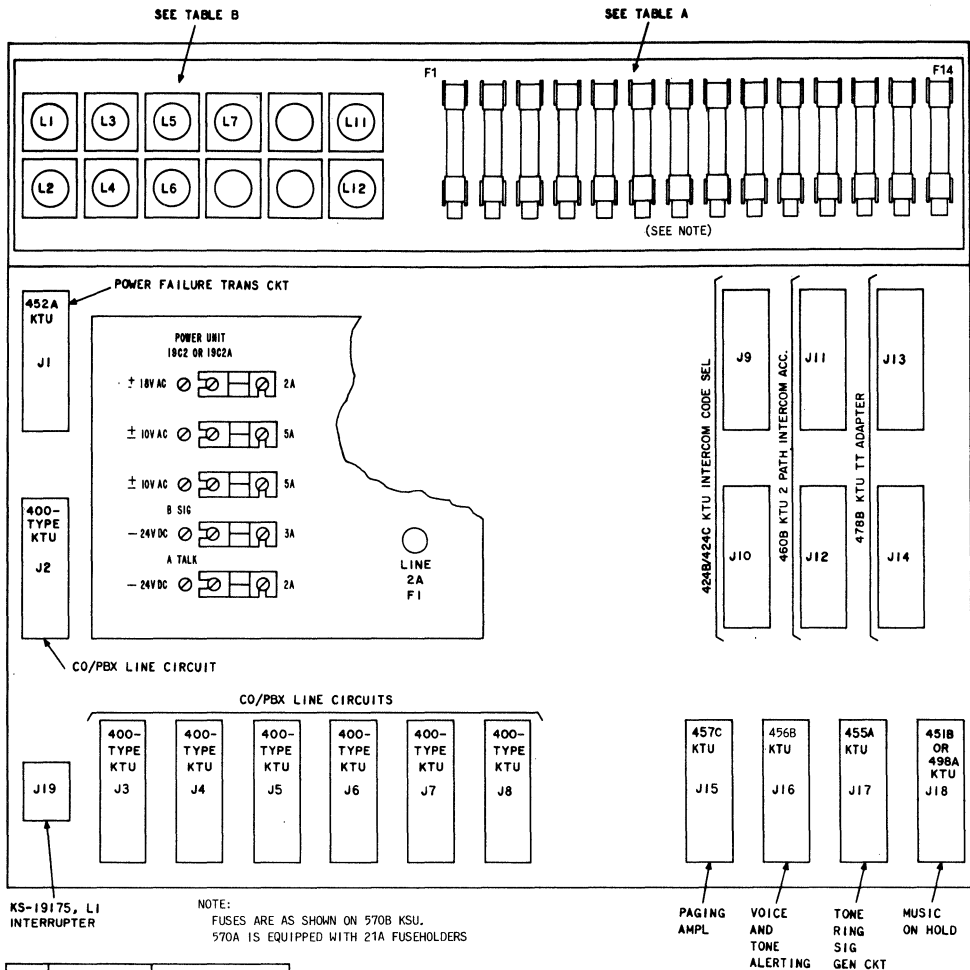 SEE TABLE B
SEE TABLE A
F1
F14
L1 L3 L5 L7 L11
L2 L4 L6 L12
(SEE NOTE)
POWER FAILURE TRANS CKT
452A
KTU
J1
POWER UNIT
19C2 OR 19C2A
± 18V AC 2A
± 10V AC 5A
± 10V AC 5A
B SIG
— 24V DC 3A
A TALK
— 24V DC 2A
LINE
2A
F1
400-
TYPE
KTU
J2
CO/PBX LINE CIRCUIT
424B/424C KTU INTERCOM CODE SEL
J9
J10
460B KTU 2 PATH INTERCOM ACC.
J11
J12
478B KTU TT ADAPTER
J13
J14
CO/PBX LINE CIRCUITS
J19
400-
TYPE
KTU
J3
400-
TYPE
KTU
J4
400-
TYPE
KTU
J5
400-
TYPE
KTU
J6
400-
TYPE
KTU
J7
400-
TYPE
KTU
J8
457C
KTU
J15
456B
KTU
J16
455A
KTU
J17
451B
OR
498A
KTU
J18
KS-19175, L1
INTERRUPTER
NOTE:
FUSES ARE AS SHOWN ON 570B KSU.
570A IS EQUIPPED WITH 21A FUSEHOLDERS
PAGING
AMPL
VOICE
AND
TONE
ALERTING
TONE
RING
SIG
GEN CKT
MUSIC
ON HOLD